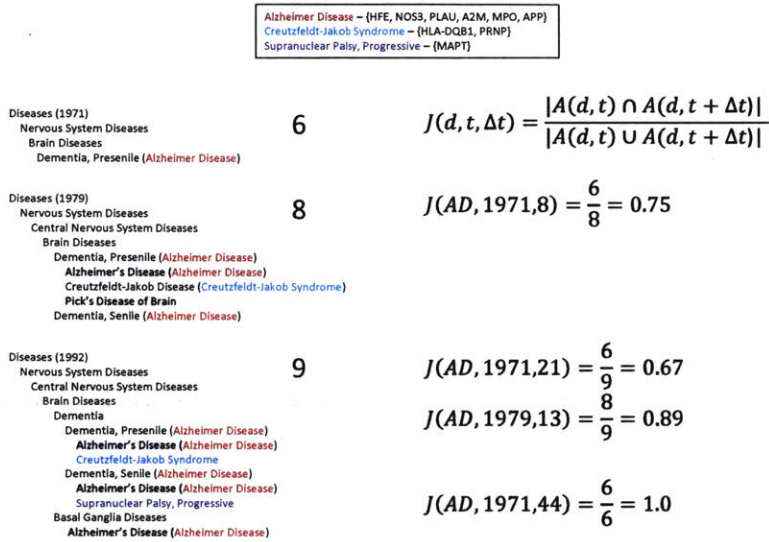 Alzheimer Disease – {HFE, NOS3, PLAU, A2M, MPO, APP}
Creutzfeldt-Jakob Syndrome – {HLA-DQB1, PRNP}
Supranuclear Palsy, Progressive – {MAPT}
Diseases (1971)
Nervous System Diseases
Brain Diseases
Dementia, Presenile (Alzheimer Disease)
6
J(d, t, Δt) = |A(d, t) ∩ A(d, t + Δt)| / |A(d, t) ∪ A(d, t + Δt)|
Diseases (1979)
Nervous System Diseases
Central Nervous System Diseases
Brain Diseases
Dementia, Presenile (Alzheimer Disease)
Alzheimer's Disease (Alzheimer Disease)
Creutzfeldt-Jakob Disease (Creutzfeldt-Jakob Syndrome)
Pick's Disease of Brain
Dementia, Senile (Alzheimer Disease)
8
J(AD, 1971,8) = 6/8 = 0.75
Diseases (1992)
Nervous System Diseases
Central Nervous System Diseases
Brain Diseases
Dementia
Dementia, Presenile (Alzheimer Disease)
Alzheimer's Disease (Alzheimer Disease)
Creutzfeldt-Jakob Syndrome
Dementia, Senile (Alzheimer Disease)
Alzheimer's Disease (Alzheimer Disease)
Supranuclear Palsy, Progressive
Basal Ganglia Diseases
Alzheimer's Disease (Alzheimer Disease)
9
J(AD, 1971,21) = 6/9 = 0.67
J(AD, 1979,13) = 8/9 = 0.89
J(AD, 1971,44) = 6/6 = 1.0